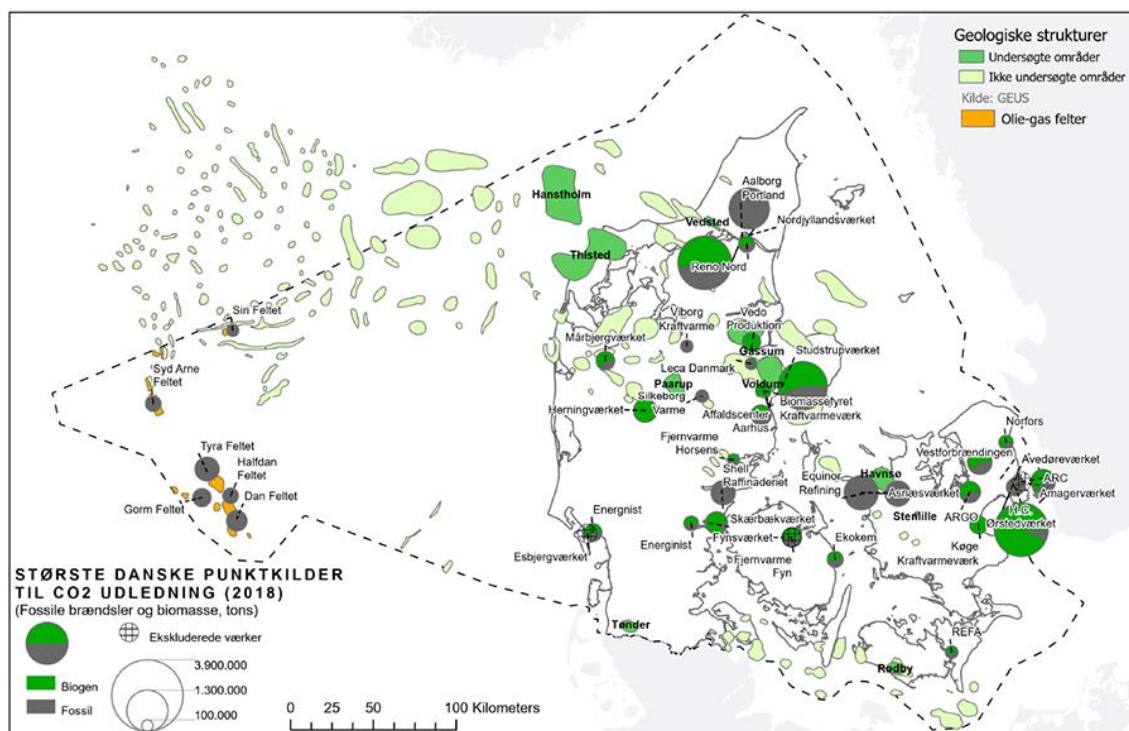 Geologiske strukturer
Undersøgte områder
Ikke undersøgte områder
Kilde: GEUS
Olie-gas felter
Hanstholm
Aalborg
Portland
Vedsted
Nordjyllandsværket
Thisted
Reno Nord
Siri Feltet
Viborg
Kraftvarme
Vedo
Produktion
Mårbjergværket
Gassum
Studstrupværket
Syd Arne
Feltet
Leca Danmark
Paarup
Voldum
Silkeborg
Varme
Biomassefyret
Kraftvarmeværk
Herningværket
Affaldscenter
Aarhus
Norfors
Fjernvarme
Horsens
Vestforbrændingen
Avedøreværket
Tyra Feltet
Halfdan
Feltet
Shell
Raffinaderiet
Equinor
Refining
Havnsø
ARC
Amagerværket
Asnæsværket
Gorm Feltet
Dan Feltet
Stenlille
ARGO
H.C.
Ørstedværket
Energnist
Skærbækværket
Energinist
Fynsværket
Ekokem
Køge
Kraftvarmeværk
Esbjergværket
Fjernvarme
Fyn
STØRSTE DANSKE PUNKTKILDER
TIL CO2 UDLEDNING (2018)
(Fossile brændsler og biomasse, tons)
Ekskluderede værker
Tønder
REFA
Rødby
3.900.000
Biogen
1.300.000
Fossil
100.000
0 25 50 100 Kilometers